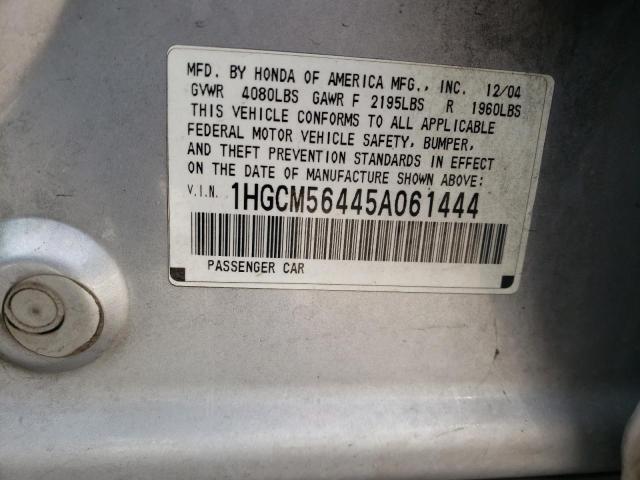 MFD. BY HONDA OF AMERICA MFG., INC. 12/04
GVWR 4080LBS GAWR F 2195LBS R 1960LBS
THIS VEHICLE CONFORMS TO ALL APPLICABLE
FEDERAL MOTOR VEHICLE SAFETY, BUMPER,
AND THEFT PREVENTION STANDARDS IN EFFECT
ON THE DATE OF MANUFACTURE SHOWN ABOVE:
V.I.N. 1HGCM56445A061444
PASSENGER CAR